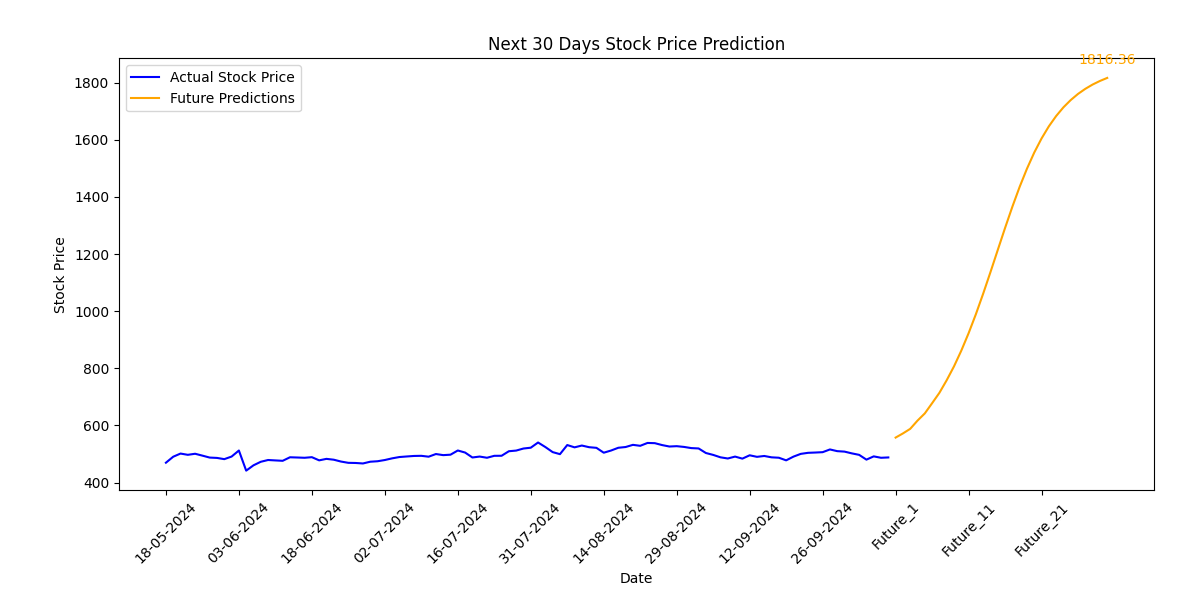 Next 30 Days Stock Price Prediction
1816.36
Actual Stock Price
Future Predictions
1800
1600
1400
1200
1000
800
600
400
Stock Price
18-05-2024
03-06-2024
18-06-2024
02-07-2024
16-07-2024
31-07-2024
14-08-2024
29-08-2024
12-09-2024
26-09-2024
Future_1
Future_11
Future_21
Date